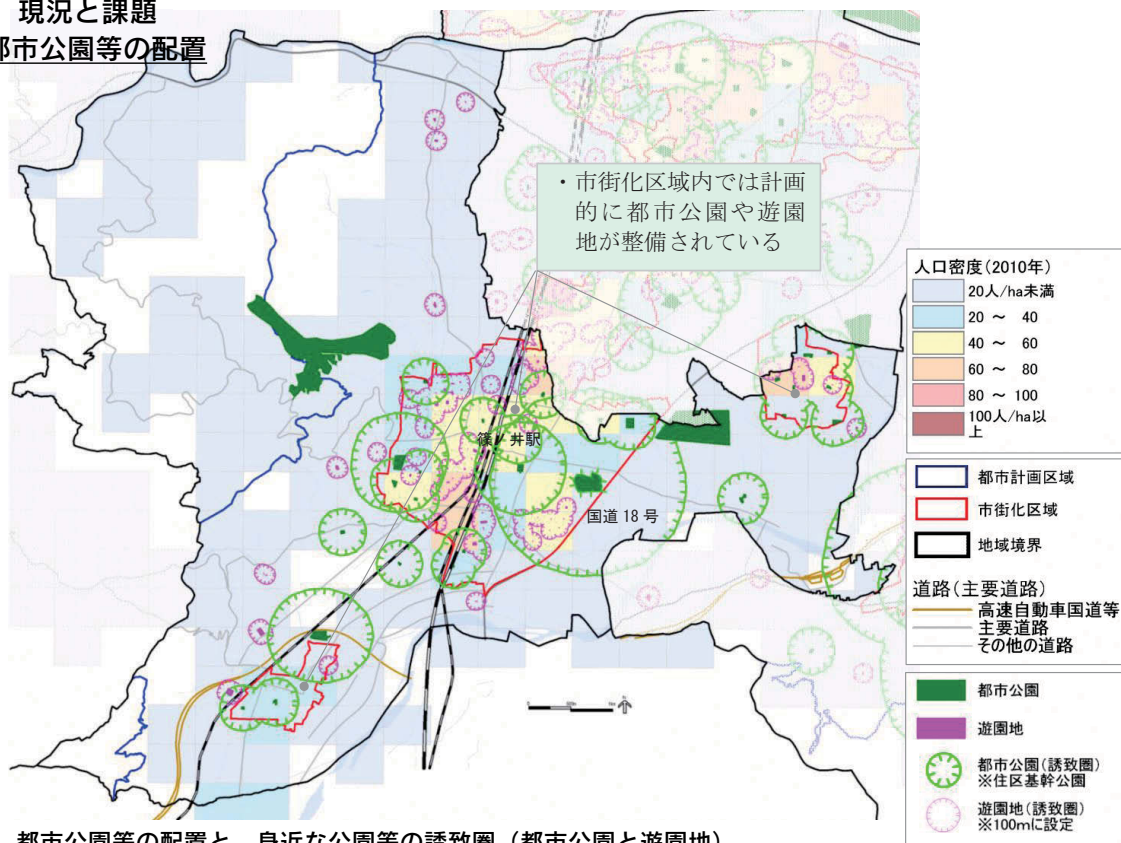 現況と課題
都市公園等の配置
・市街化区域内では計画
的に都市公園や遊園
地が整備されている
篠ノ井駅
国道 18 号
人口密度(2010年)
20人/ha未満
20 ～ 40
40 ～ 60
60 ～ 80
80 ～ 100
100人/ha以
上
都市計画区域
市街化区域
地域境界
道路(主要道路)
高速自動車国道等
主要道路
その他の道路
都市公園
遊園地
都市公園(誘致圏)
※住区基幹公園
遊園地(誘致圏)
※100mに設定
都市公園等の配置と、身近な公園等の誘致圏（都市公園と遊園地）